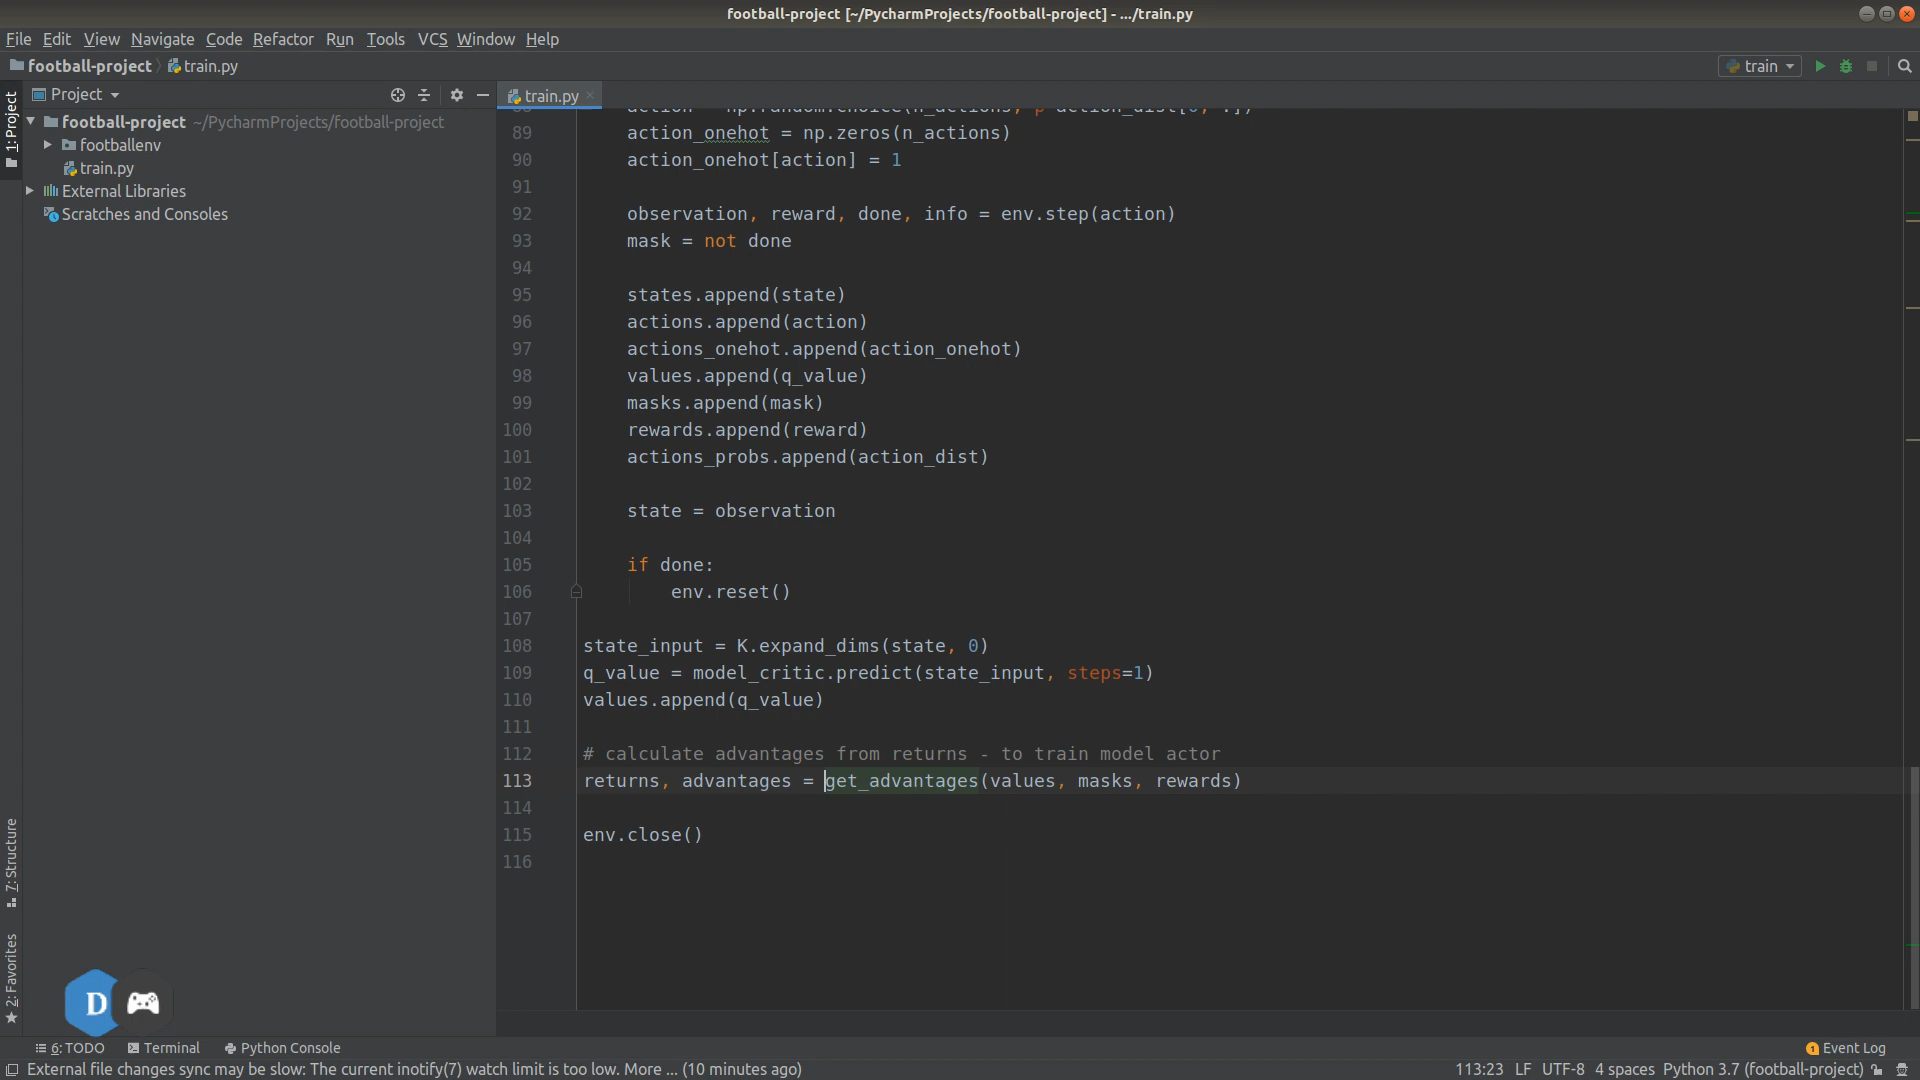 football-project [~/PycharmProjects/football-project] - .../train.py
File Edit View Navigate Code Refactor Run Tools VCS Window Help
football-project train.py
train
Project
train.py
1: Project
football-project ~/PycharmProjects/football-project
footballenv
train.py
External Libraries
Scratches and Consoles
89 action_onehot = np.zeros(n_actions)
90 action_onehot[action] = 1
91
92 observation, reward, done, info = env.step(action)
93 mask = not done
94
95 states.append(state)
96 actions.append(action)
97 actions_onehot.append(action_onehot)
98 values.append(q_value)
99 masks.append(mask)
100 rewards.append(reward)
101 actions_probs.append(action_dist)
102
103 state = observation
104
105 if done:
106 env.reset()
107
108 state_input = K.expand_dims(state, 0)
109 q_value = model_critic.predict(state_input, steps=1)
110 values.append(q_value)
111
112 # calculate advantages from returns - to train model actor
113 returns, advantages = get_advantages(values, masks, rewards)
114
115 env.close()
116
7: Structure
2: Favorites
D
6: TODO Terminal Python Console
1 Event Log
External file changes sync may be slow: The current inotify(7) watch limit is too low. More ... (10 minutes ago)
113:23 LF UTF-8 4 spaces Python 3.7 (football-project)